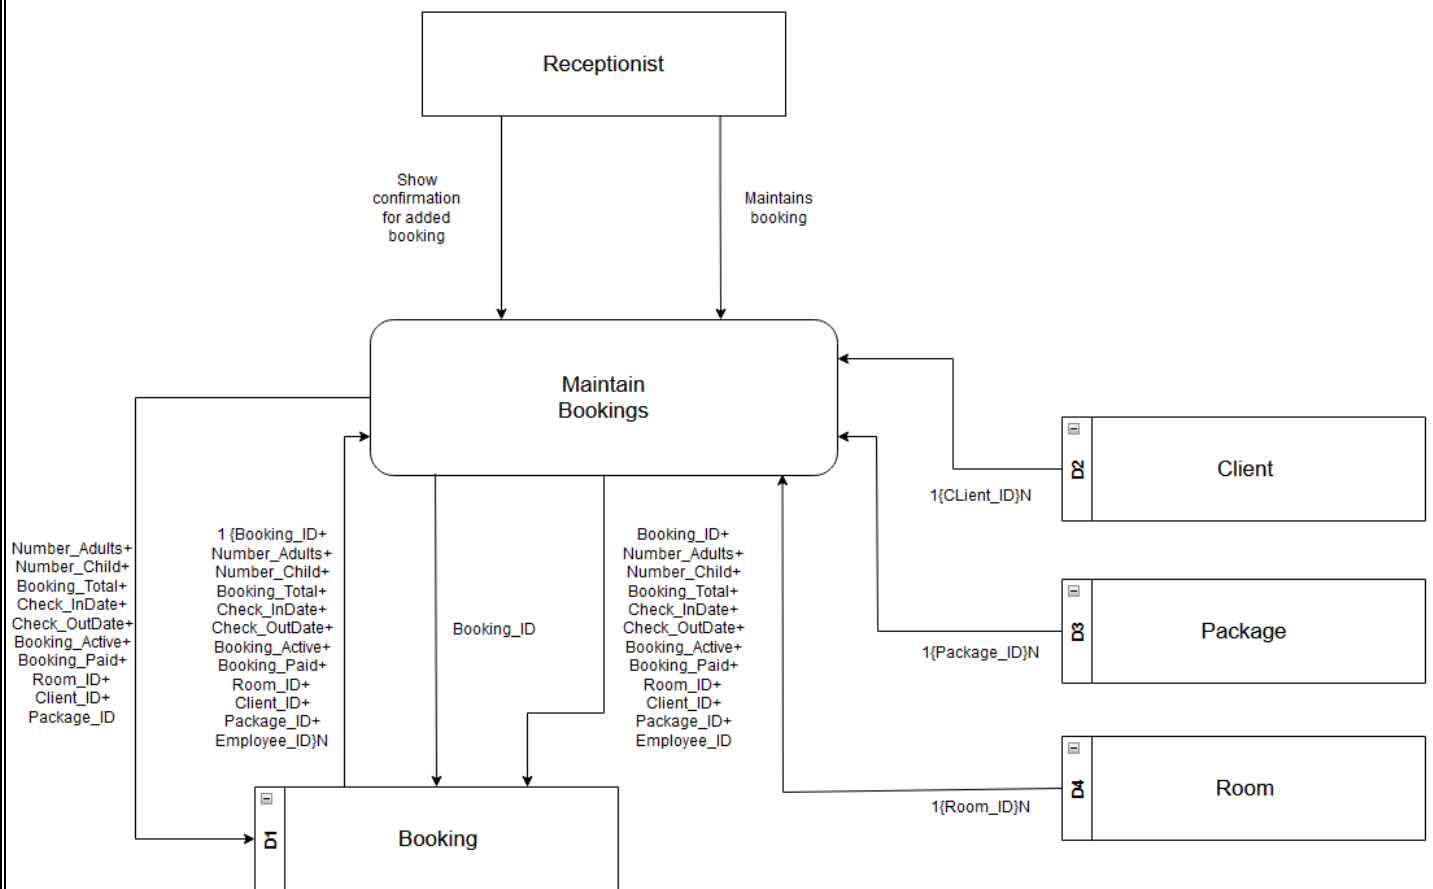 Receptionist
Show
confirmation
for added
booking
Maintains
booking
Maintain
Bookings
D2
Client
1{CLient_ID}N
Number_Adults+
Number_Child+
Booking_Total+
Check_InDate+
Check_OutDate+
Booking_Active+
Booking_Paid+
Room_ID+
Client_ID+
Package_ID
1 {Booking_ID+
Number_Adults+
Number_Child+
Booking_Total+
Check_InDate+
Check_OutDate+
Booking_Active+
Booking_Paid+
Room_ID+
Client_ID+
Package_ID+
Employee_ID}N
Booking_ID
Booking_ID+
Number_Adults+
Number_Child+
Booking_Total+
Check_InDate+
Check_OutDate+
Booking_Active+
Booking_Paid+
Room_ID+
Client_ID+
Package_ID+
Employee_ID
D3
Package
1{Package_ID}N
D4
Room
1{Room_ID}N
D1
Booking